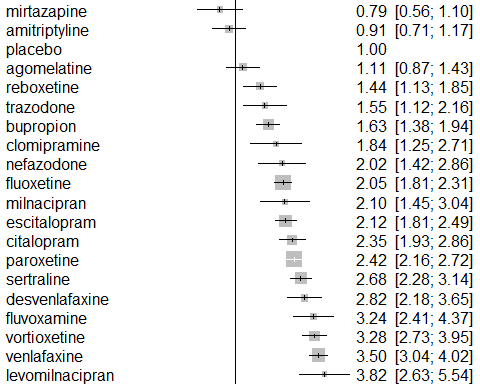 mirtazapine 0.79 [0.56; 1.10]
amitriptyline 0.91 [0.71; 1.17]
placebo 1.00
agomelatine 1.11 [0.87; 1.43]
reboxetine 1.44 [1.13; 1.85]
trazodone 1.55 [1.12; 2.16]
bupropion 1.63 [1.38; 1.94]
clomipramine 1.84 [1.25; 2.71]
nefazodone 2.02 [1.42; 2.86]
fluoxetine 2.05 [1.81; 2.31]
milnacipran 2.10 [1.45; 3.04]
escitalopram 2.12 [1.81; 2.49]
citalopram 2.35 [1.93; 2.86]
paroxetine 2.42 [2.16; 2.72]
sertraline 2.68 [2.28; 3.14]
desvenlafaxine 2.82 [2.18; 3.65]
fluvoxamine 3.24 [2.41; 4.37]
vortioxetine 3.28 [2.73; 3.95]
venlafaxine 3.50 [3.04; 4.02]
levomilnacipran 3.82 [2.63; 5.54]